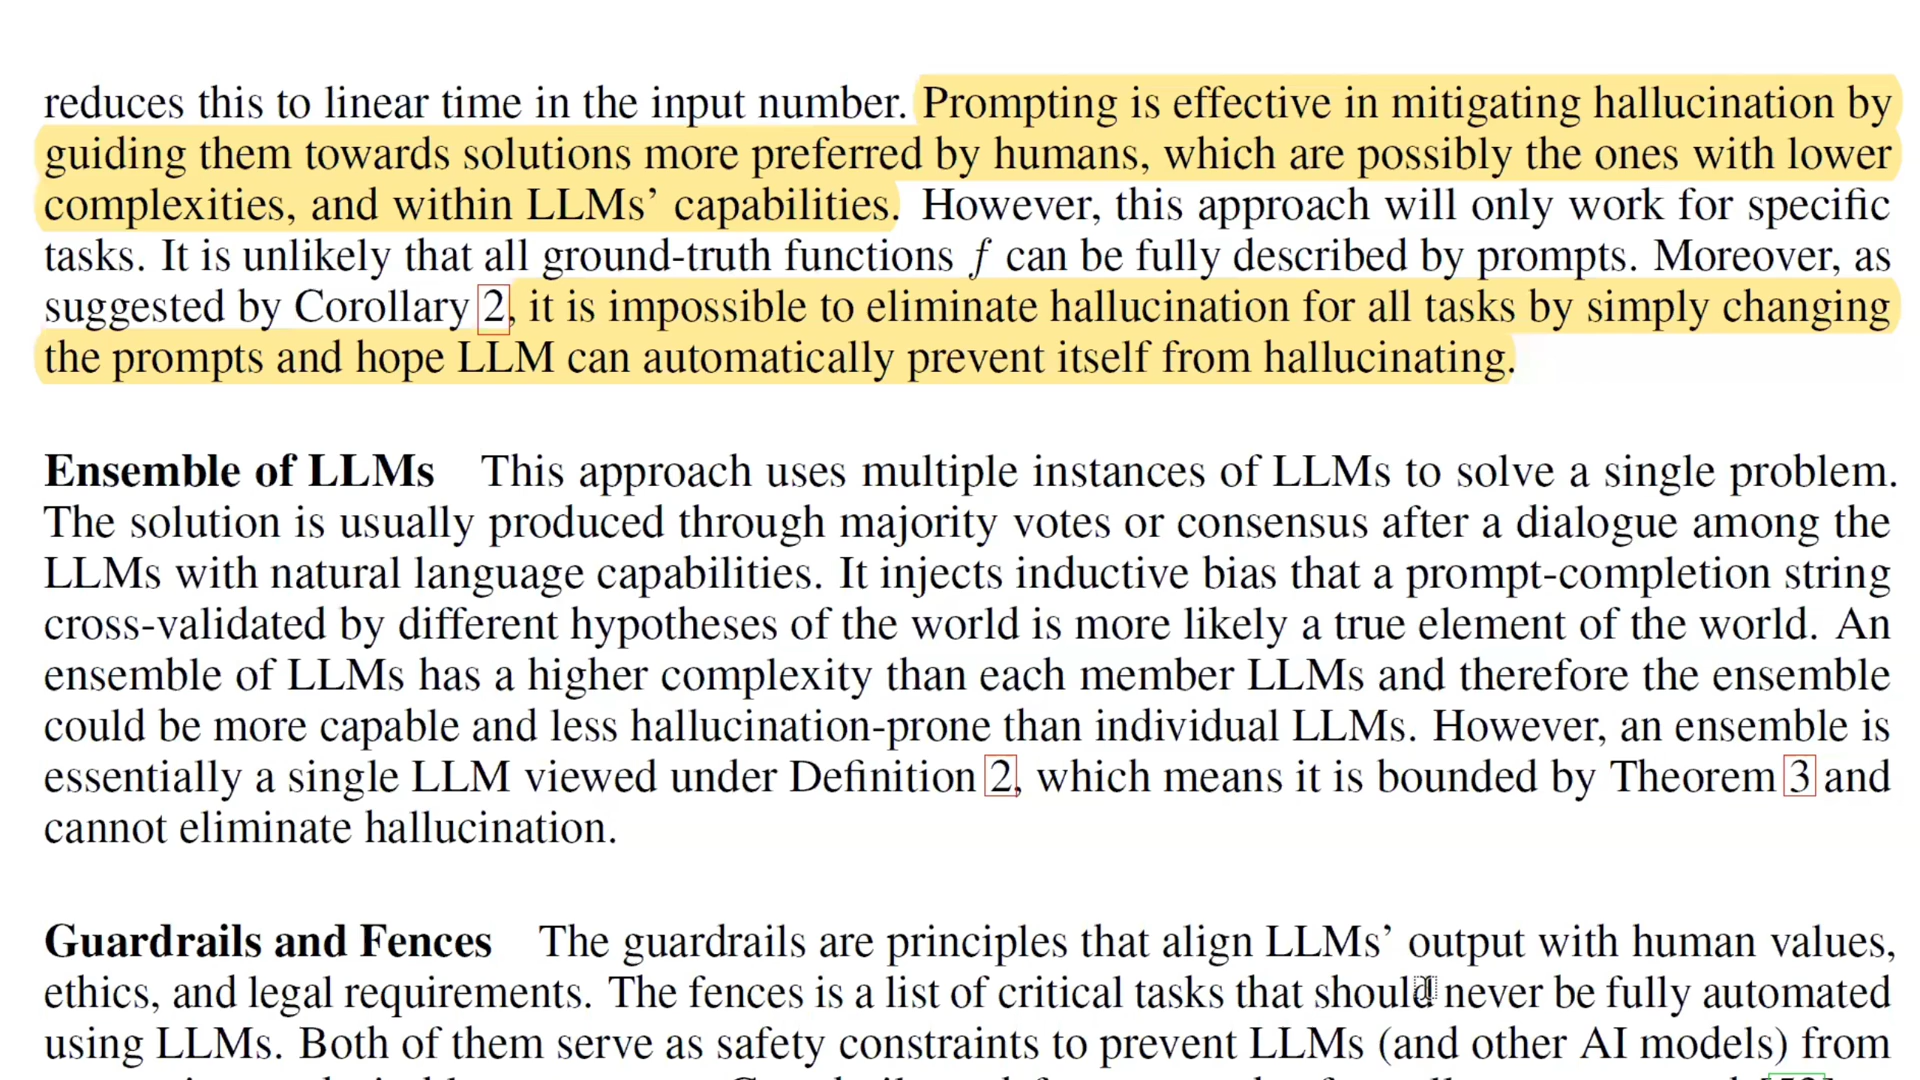 reduces this to linear time in the input number. Prompting is effective in mitigating hallucination by
guiding them towards solutions more preferred by humans, which are possibly the ones with lower
complexities, and within LLMs’ capabilities. However, this approach will only work for specific
tasks. It is unlikely that all ground-truth functions f can be fully described by prompts. Moreover, as
suggested by Corollary 2, it is impossible to eliminate hallucination for all tasks by simply changing
the prompts and hope LLM can automatically prevent itself from hallucinating.
Ensemble of LLMs This approach uses multiple instances of LLMs to solve a single problem.
The solution is usually produced through majority votes or consensus after a dialogue among the
LLMs with natural language capabilities. It injects inductive bias that a prompt-completion string
cross-validated by different hypotheses of the world is more likely a true element of the world. An
ensemble of LLMs has a higher complexity than each member LLMs and therefore the ensemble
could be more capable and less hallucination-prone than individual LLMs. However, an ensemble is
essentially a single LLM viewed under Definition 2, which means it is bounded by Theorem 3 and
cannot eliminate hallucination.
Guardrails and Fences The guardrails are principles that align LLMs’ output with human values,
ethics, and legal requirements. The fences is a list of critical tasks that should never be fully automated
using LLMs. Both of them serve as safety constraints to prevent LLMs (and other AI models) from